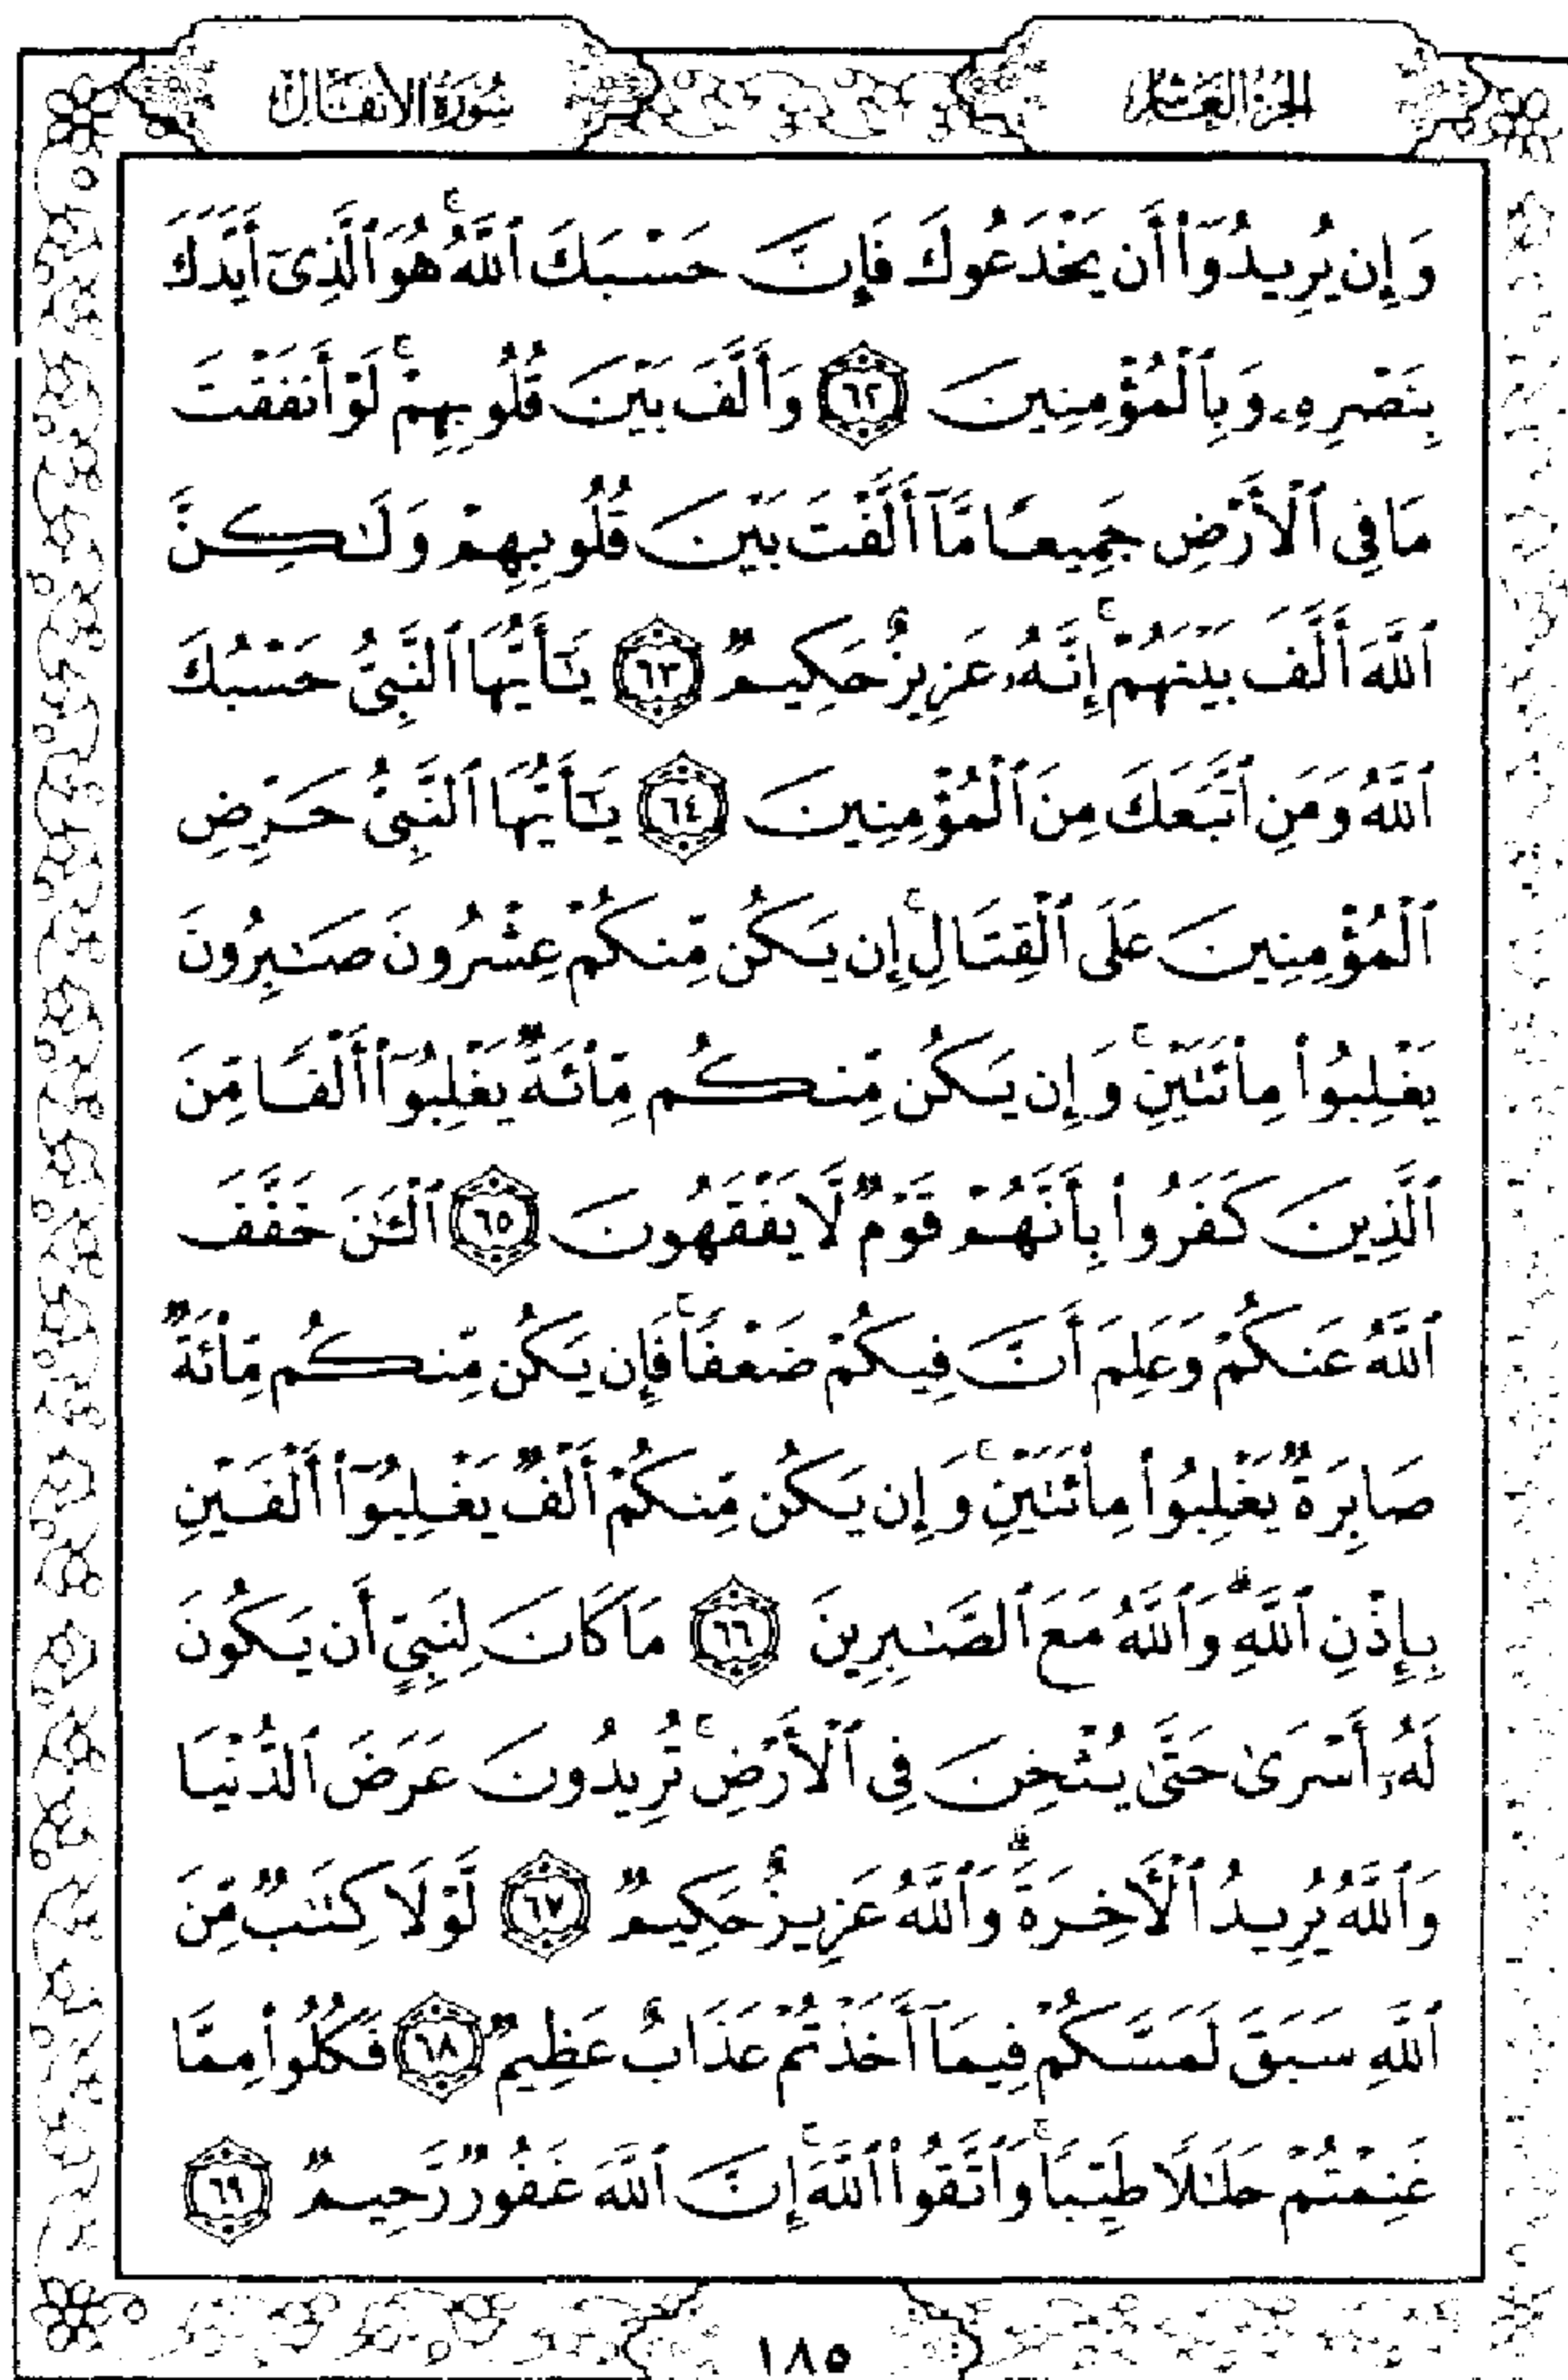 الجزء العاشر
سورة الأنفال
وَإِن يُرِيدُوٓا۟ أَن يَخْدَعُوكَ فَإِنَّ حَسْبَكَ ٱللَّهُ ۚ هُوَ ٱلَّذِىٓ أَيَّدَكَ
بِنَصْرِهِۦ وَبِٱلْمُؤْمِنِينَ ٦٢ وَأَلَّفَ بَيْنَ قُلُوبِهِمْ ۚ لَوْ أَنفَقْتَ
مَا فِى ٱلْأَرْضِ جَمِيعًا مَّآ أَلَّفْتَ بَيْنَ قُلُوبِهِمْ وَلَـٰكِنَّ
ٱللَّهَ أَلَّفَ بَيْنَهُمْ ۚ إِنَّهُۥ عَزِيزٌ حَكِيمٌ ٦٣ يَـٰٓأَيُّهَا ٱلنَّبِىُّ حَسْبُكَ
ٱللَّهُ وَمَنِ ٱتَّبَعَكَ مِنَ ٱلْمُؤْمِنِينَ ٦٤ يَـٰٓأَيُّهَا ٱلنَّبِىُّ حَرِّضِ
ٱلْمُؤْمِنِينَ عَلَى ٱلْقِتَالِ ۚ إِن يَكُن مِّنكُمْ عِشْرُونَ صَـٰبِرُونَ
يَغْلِبُوا۟ مِا۟ئَتَيْنِ ۚ وَإِن يَكُن مِّنكُم مِّا۟ئَةٌ يَغْلِبُوٓا۟ أَلْفًا مِّنَ
ٱلَّذِينَ كَفَرُوا۟ بِأَنَّهُمْ قَوْمٌ لَّا يَفْقَهُونَ ٦٥ ٱلْـَٔـٰنَ خَفَّفَ
ٱللَّهُ عَنكُمْ وَعَلِمَ أَنَّ فِيكُمْ ضَعْفًا ۚ فَإِن يَكُن مِّنكُم مِّا۟ئَةٌ
صَابِرَةٌ يَغْلِبُوا۟ مِا۟ئَتَيْنِ ۚ وَإِن يَكُن مِّنكُمْ أَلْفٌ يَغْلِبُوٓا۟ أَلْفَيْنِ
بِإِذْنِ ٱللَّهِ ۗ وَٱللَّهُ مَعَ ٱلصَّـٰبِرِينَ ٦٦ مَا كَانَ لِنَبِىٍّ أَن يَكُونَ
لَهُۥٓ أَسْرَىٰ حَتَّىٰ يُثْخِنَ فِى ٱلْأَرْضِ ۚ تُرِيدُونَ عَرَضَ ٱلدُّنْيَا
وَٱللَّهُ يُرِيدُ ٱلْـَٔاخِرَةَ ۗ وَٱللَّهُ عَزِيزٌ حَكِيمٌ ٦٧ لَّوْلَا كِتَـٰبٌ مِّنَ
ٱللَّهِ سَبَقَ لَمَسَّكُمْ فِيمَآ أَخَذْتُمْ عَذَابٌ عَظِيمٌ ٦٨ فَكُلُوا۟ مِمَّا
غَنِمْتُمْ حَلَـٰلًا طَيِّبًا ۚ وَٱتَّقُوا۟ ٱللَّهَ ۚ إِنَّ ٱللَّهَ غَفُورٌ رَّحِيمٌ ٦٩
١٨٥